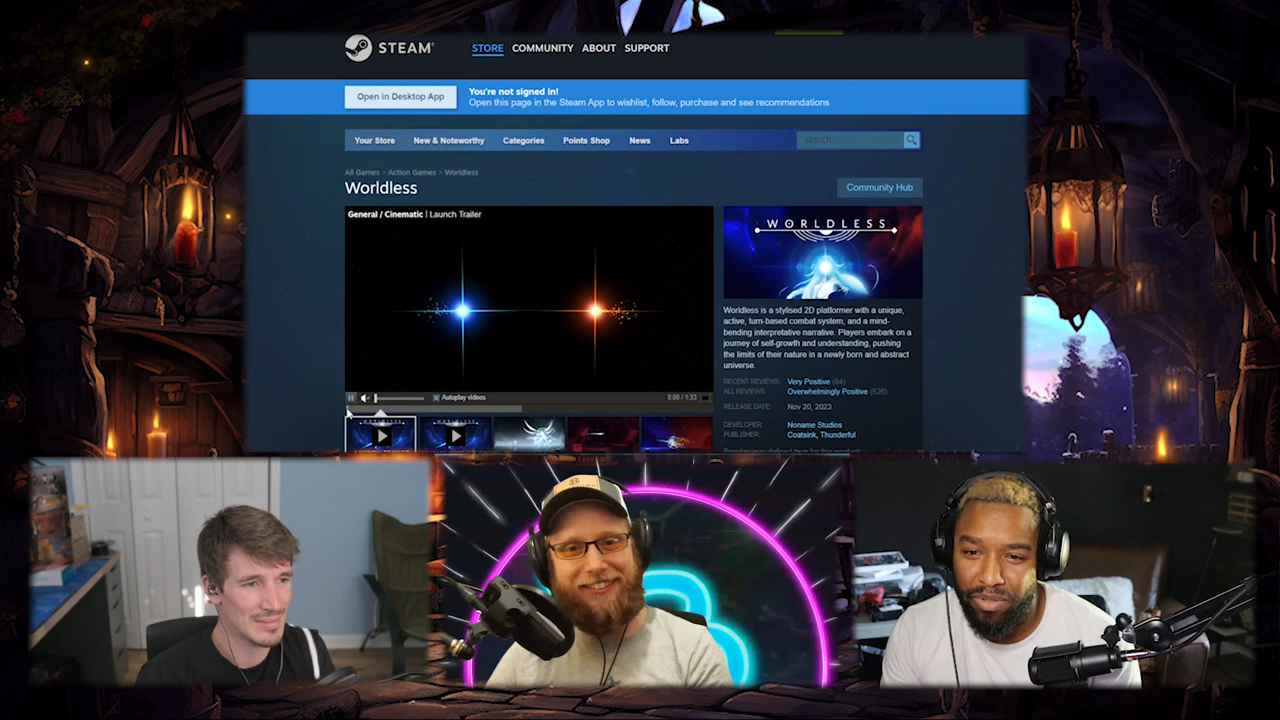 STEAM
STORE COMMUNITY ABOUT SUPPORT
Open in Desktop App
You're not signed in!
Open this page in the Steam App to wishlist, follow, purchase and see recommendations
Your Store New & Noteworthy Categories Points Shop News Labs
search
All Games > Action Games > Worldless
Worldless
Community Hub
General / Cinematic | Launch Trailer
WORLDLESS
Worldless is a stylised 2D platformer with a unique,
active, turn-based combat system, and a mind-
bending interpretative narrative. Players embark on a
journey of self-growth and understanding, pushing
the limits of their nature in a newly born and abstract
universe.
RECENT REVIEWS: Very Positive (84)
ALL REVIEWS: Overwhelmingly Positive (526)
RELEASE DATE: Nov 20, 2023
DEVELOPER: Noname Studios
PUBLISHER: Coatsink, Thunderful
Autoplay videos
0:00 / 1:33